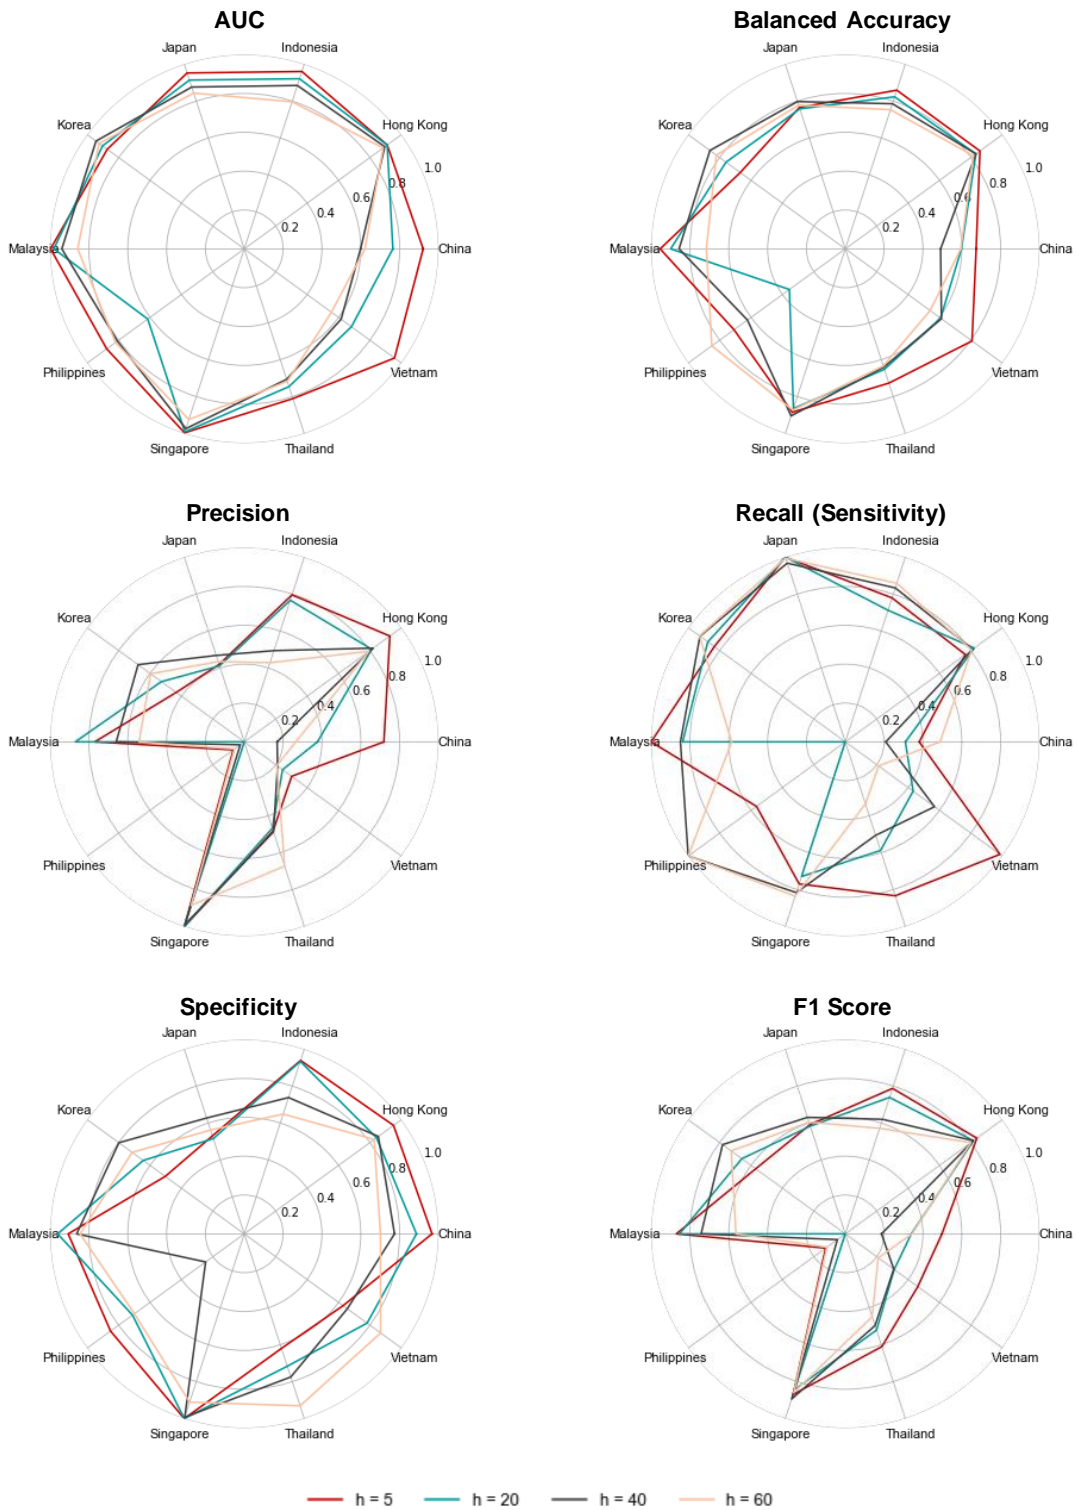 AUC
Balanced Accuracy
Japan
Indonesia
Korea
Hong Kong
1.0
0.8
0.6
0.4
0.2
Malaysia
China
Philippines
Vietnam
Singapore
Thailand
Japan
Indonesia
Korea
Hong Kong
1.0
0.8
0.6
0.4
0.2
Malaysia
China
Philippines
Vietnam
Singapore
Thailand
Precision
Recall (Sensitivity)
Japan
Indonesia
Korea
Hong Kong
1.0
0.8
0.6
0.4
0.2
Malaysia
China
Philippines
Vietnam
Singapore
Thailand
Japan
Indonesia
Korea
Hong Kong
1.0
0.8
0.6
0.4
0.2
Malaysia
China
Philippines
Vietnam
Singapore
Thailand
Specificity
F1 Score
Japan
Indonesia
Korea
Hong Kong
1.0
0.8
0.6
0.4
0.2
Malaysia
China
Philippines
Vietnam
Singapore
Thailand
Japan
Indonesia
Korea
Hong Kong
1.0
0.8
0.6
0.4
0.2
Malaysia
China
Philippines
Vietnam
Singapore
Thailand
h = 5 h = 20 h = 40 h = 60